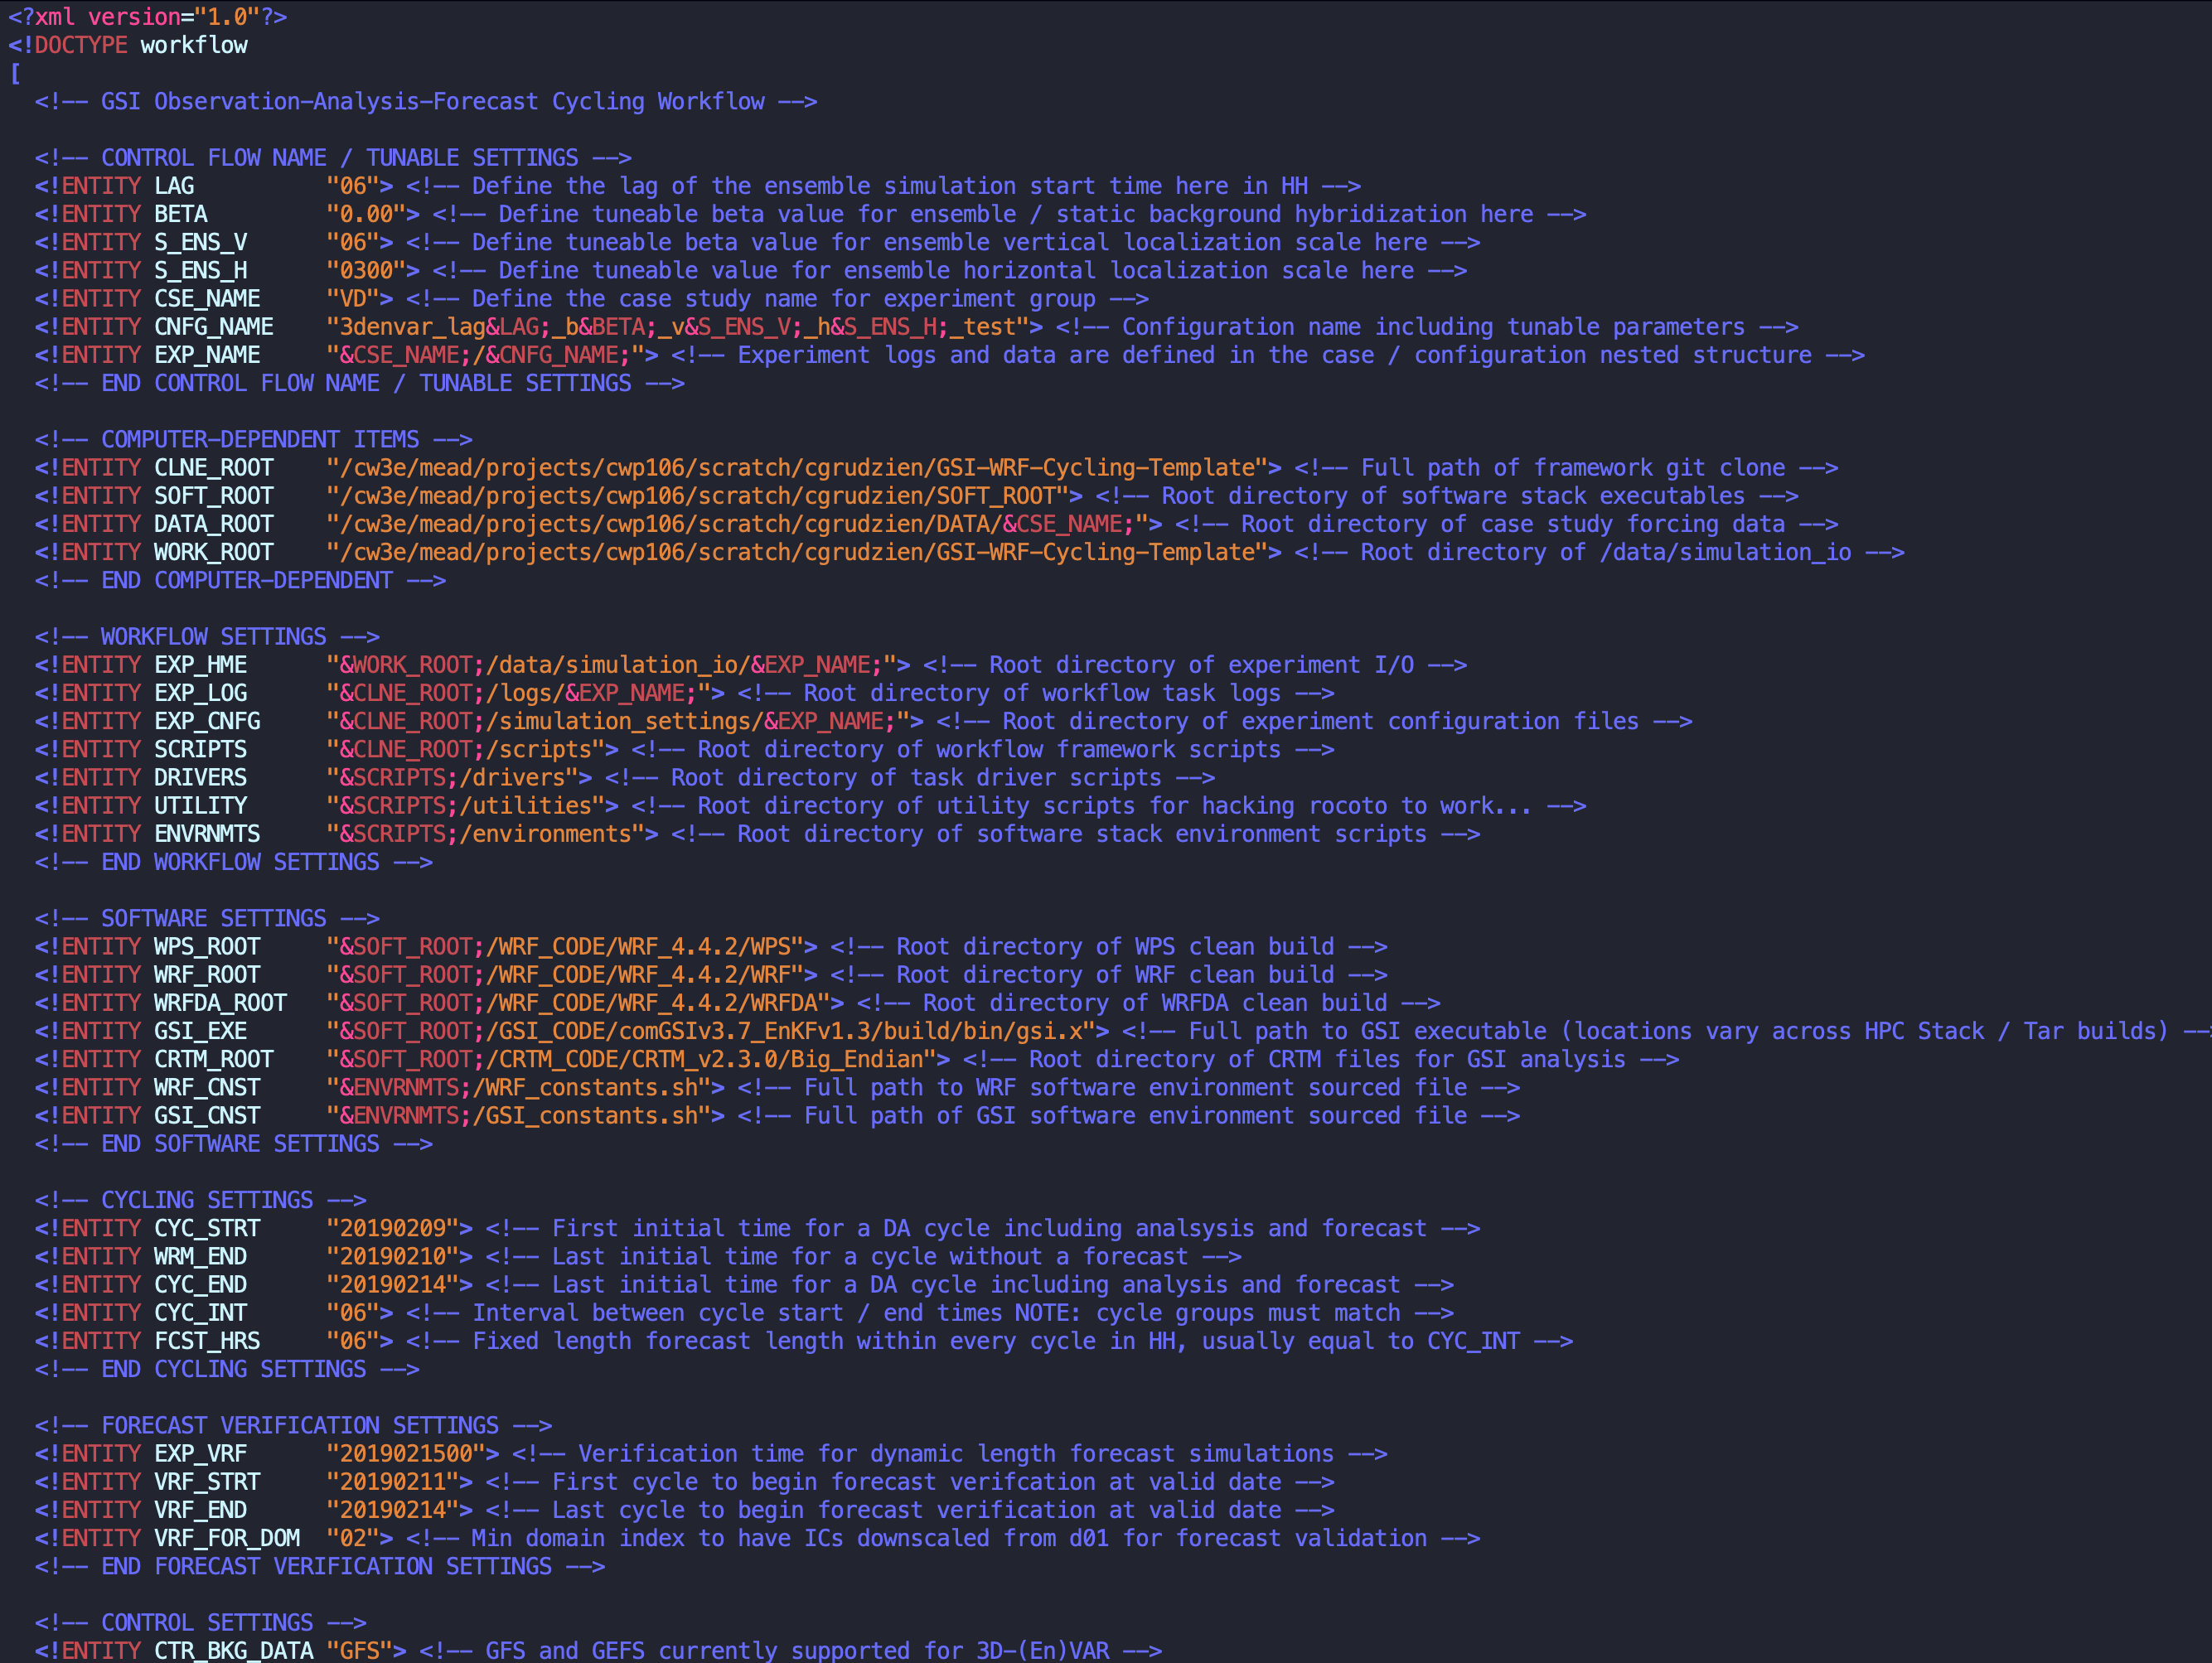 <?xml version="1.0"?>
<!DOCTYPE workflow
[
<!-- GSI Observation-Analysis-Forecast Cycling Workflow -->
<!-- CONTROL FLOW NAME / TUNABLE SETTINGS -->
<!ENTITY LAG "06"> <!-- Define the lag of the ensemble simulation start time here in HH -->
<!ENTITY BETA "0.00"> <!-- Define tuneable beta value for ensemble / static background hybridization here -->
<!ENTITY S_ENS_V "06"> <!-- Define tuneable beta value for ensemble vertical localization scale here -->
<!ENTITY S_ENS_H "0300"> <!-- Define tuneable value for ensemble horizontal localization scale here -->
<!ENTITY CSE_NAME "VD"> <!-- Define the case study name for experiment group -->
<!ENTITY CNFG_NAME "3denvar_lag&LAG;_b&BETA;_v&S_ENS_V;_h&S_ENS_H;_test"> <!-- Configuration name including tunable parameters -->
<!ENTITY EXP_NAME "&CSE_NAME;/&CNFG_NAME;"> <!-- Experiment logs and data are defined in the case / configuration nested structure -->
<!-- END CONTROL FLOW NAME / TUNABLE SETTINGS -->
<!-- COMPUTER-DEPENDENT ITEMS -->
<!ENTITY CLNE_ROOT "/cw3e/mead/projects/cwp106/scratch/cgrudzien/GSI-WRF-Cycling-Template"> <!-- Full path of framework git clone -->
<!ENTITY SOFT_ROOT "/cw3e/mead/projects/cwp106/scratch/cgrudzien/SOFT_ROOT"> <!-- Root directory of software stack executables -->
<!ENTITY DATA_ROOT "/cw3e/mead/projects/cwp106/scratch/cgrudzien/DATA/&CSE_NAME;"> <!-- Root directory of case study forcing data -->
<!ENTITY WORK_ROOT "/cw3e/mead/projects/cwp106/scratch/cgrudzien/GSI-WRF-Cycling-Template"> <!-- Root directory of /data/simulation_io -->
<!-- END COMPUTER-DEPENDENT -->
<!-- WORKFLOW SETTINGS -->
<!ENTITY EXP_HME "&WORK_ROOT;/data/simulation_io/&EXP_NAME;"> <!-- Root directory of experiment I/O -->
<!ENTITY EXP_LOG "&CLNE_ROOT;/logs/&EXP_NAME;"> <!-- Root directory of workflow task logs -->
<!ENTITY EXP_CNFG "&CLNE_ROOT;/simulation_settings/&EXP_NAME;"> <!-- Root directory of experiment configuration files -->
<!ENTITY SCRIPTS "&CLNE_ROOT;/scripts"> <!-- Root directory of workflow framework scripts -->
<!ENTITY DRIVERS "&SCRIPTS;/drivers"> <!-- Root directory of task driver scripts -->
<!ENTITY UTILITY "&SCRIPTS;/utilities"> <!-- Root directory of utility scripts for hacking rocoto to work... -->
<!ENTITY ENVRNMTS "&SCRIPTS;/environments"> <!-- Root directory of software stack environment scripts -->
<!-- END WORKFLOW SETTINGS -->
<!-- SOFTWARE SETTINGS -->
<!ENTITY WPS_ROOT "&SOFT_ROOT;/WRF_CODE/WRF_4.4.2/WPS"> <!-- Root directory of WPS clean build -->
<!ENTITY WRF_ROOT "&SOFT_ROOT;/WRF_CODE/WRF_4.4.2/WRF"> <!-- Root directory of WRF clean build -->
<!ENTITY WRFDA_ROOT "&SOFT_ROOT;/WRF_CODE/WRF_4.4.2/WRFDA"> <!-- Root directory of WRFDA clean build -->
<!ENTITY GSI_EXE "&SOFT_ROOT;/GSI_CODE/comGSIv3.7_EnKFv1.3/build/bin/gsi.x"> <!-- Full path to GSI executable (locations vary across HPC Stack / Tar builds) --
<!ENTITY CRTM_ROOT "&SOFT_ROOT;/CRTM_CODE/CRTM_v2.3.0/Big_Endian"> <!-- Root directory of CRTM files for GSI analysis -->
<!ENTITY WRF_CNST "&ENVRNMTS;/WRF_constants.sh"> <!-- Full path to WRF software environment sourced file -->
<!ENTITY GSI_CNST "&ENVRNMTS;/GSI_constants.sh"> <!-- Full path of GSI software environment sourced file -->
<!-- END SOFTWARE SETTINGS -->
<!-- CYCLING SETTINGS -->
<!ENTITY CYC_STRT "20190209"> <!-- First initial time for a DA cycle including analsysis and forecast -->
<!ENTITY WRM_END "20190210"> <!-- Last initial time for a cycle without a forecast -->
<!ENTITY CYC_END "20190214"> <!-- Last initial time for a DA cycle including analysis and forecast -->
<!ENTITY CYC_INT "06"> <!-- Interval between cycle start / end times NOTE: cycle groups must match -->
<!ENTITY FCST_HRS "06"> <!-- Fixed length forecast length within every cycle in HH, usually equal to CYC_INT -->
<!-- END CYCLING SETTINGS -->
<!-- FORECAST VERIFICATION SETTINGS -->
<!ENTITY EXP_VRF "2019021500"> <!-- Verification time for dynamic length forecast simulations -->
<!ENTITY VRF_STRT "20190211"> <!-- First cycle to begin forecast verifcation at valid date -->
<!ENTITY VRF_END "20190214"> <!-- Last cycle to begin forecast verification at valid date -->
<!ENTITY VRF_FOR_DOM "02"> <!-- Min domain index to have ICs downscaled from d01 for forecast validation -->
<!-- END FORECAST VERIFICATION SETTINGS -->
<!-- CONTROL SETTINGS -->
<!ENTITY CTR_BKG_DATA "GFS"> <!-- GFS and GEFS currently supported for 3D-(En)VAR -->